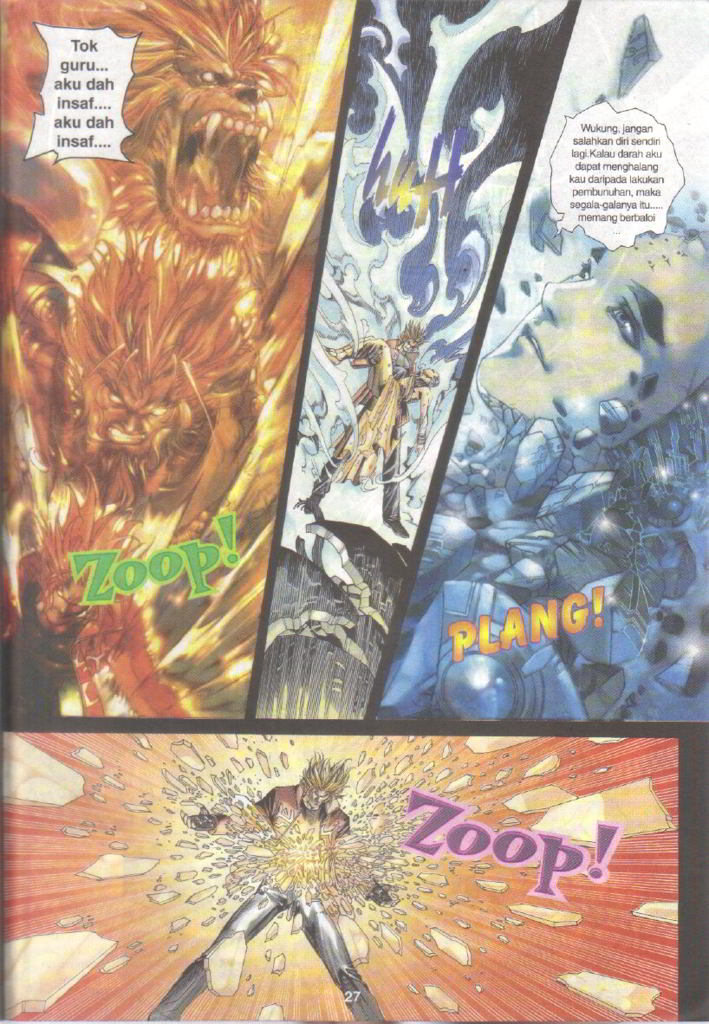 Tok
guru...
aku dah
insaf....
aku dah
insaf....
huH
Wukung, jangan
salahkan diri sendiri
lagi.Kalau darah aku
dapat menghalang
kau daripada lakukan
pembunuhan, maka
segala-galanya itu.....
memang berbaloi
...
Zoop!
PLANG!
Zoop!
27